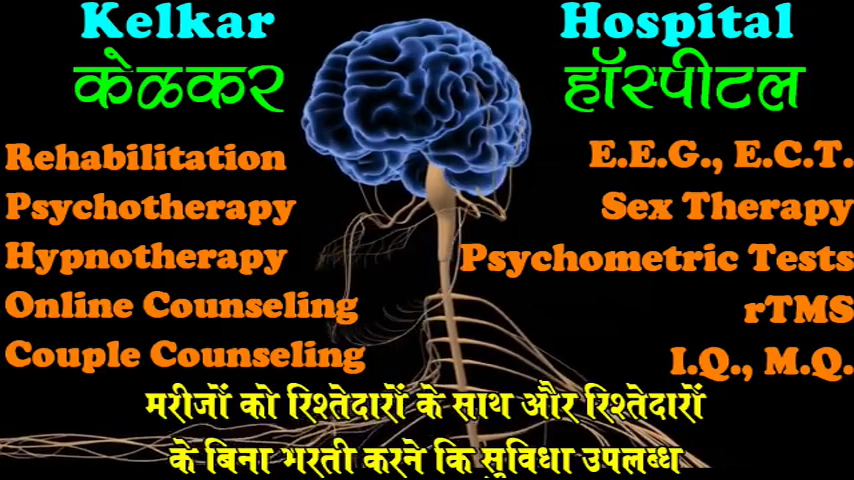 Kelkar Hospital
केळकर हॉस्पीटल
Rehabilitation
Psychotherapy
Hypnotherapy
Online Counseling
Couple Counseling
E.E.G., E.C.T.
Sex Therapy
Psychometric Tests
rTMS
I.Q., M.Q.
मरीजों को रिश्तेदारों के साथ और रिश्तेदारों
के बिना भरती करने कि सुविधा उपलब्ध